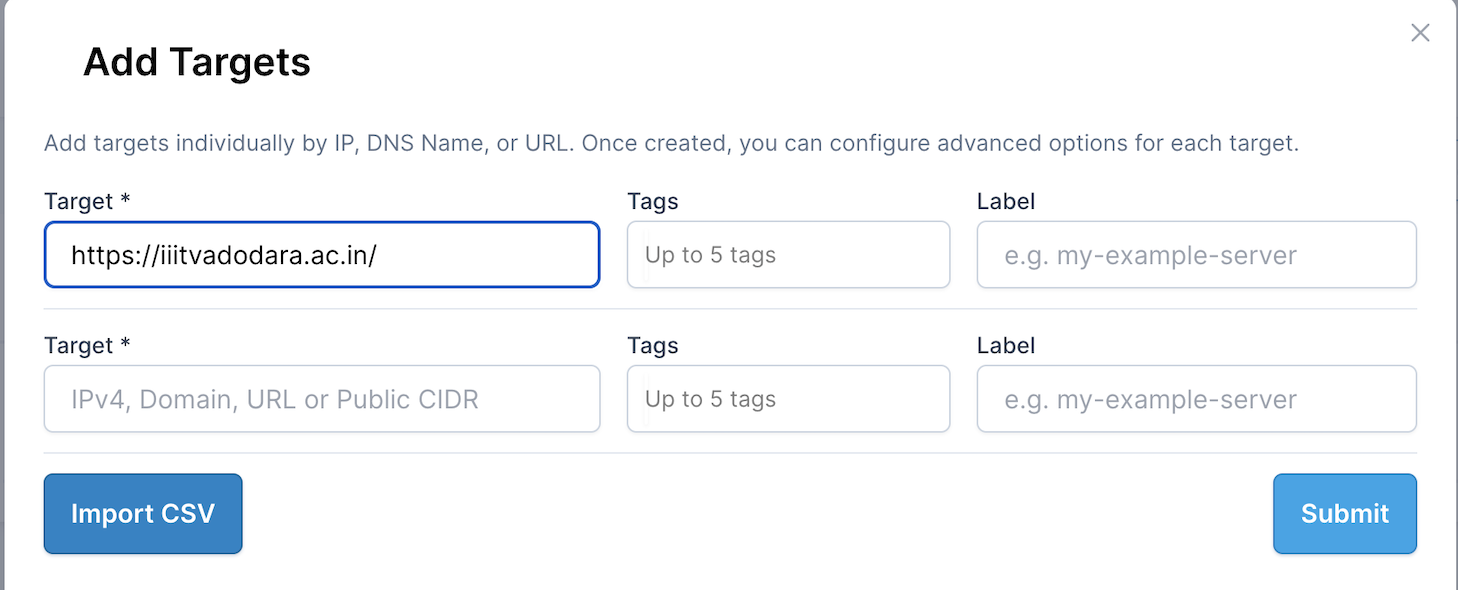 Add Targets
Add targets individually by IP, DNS Name, or URL. Once created, you can configure advanced options for each target.
Target * Tags Label
https://iiitvadodara.ac.in/ Up to 5 tags e.g. my-example-server
Target * Tags Label
IPv4, Domain, URL or Public CIDR Up to 5 tags e.g. my-example-server
Import CSV Submit